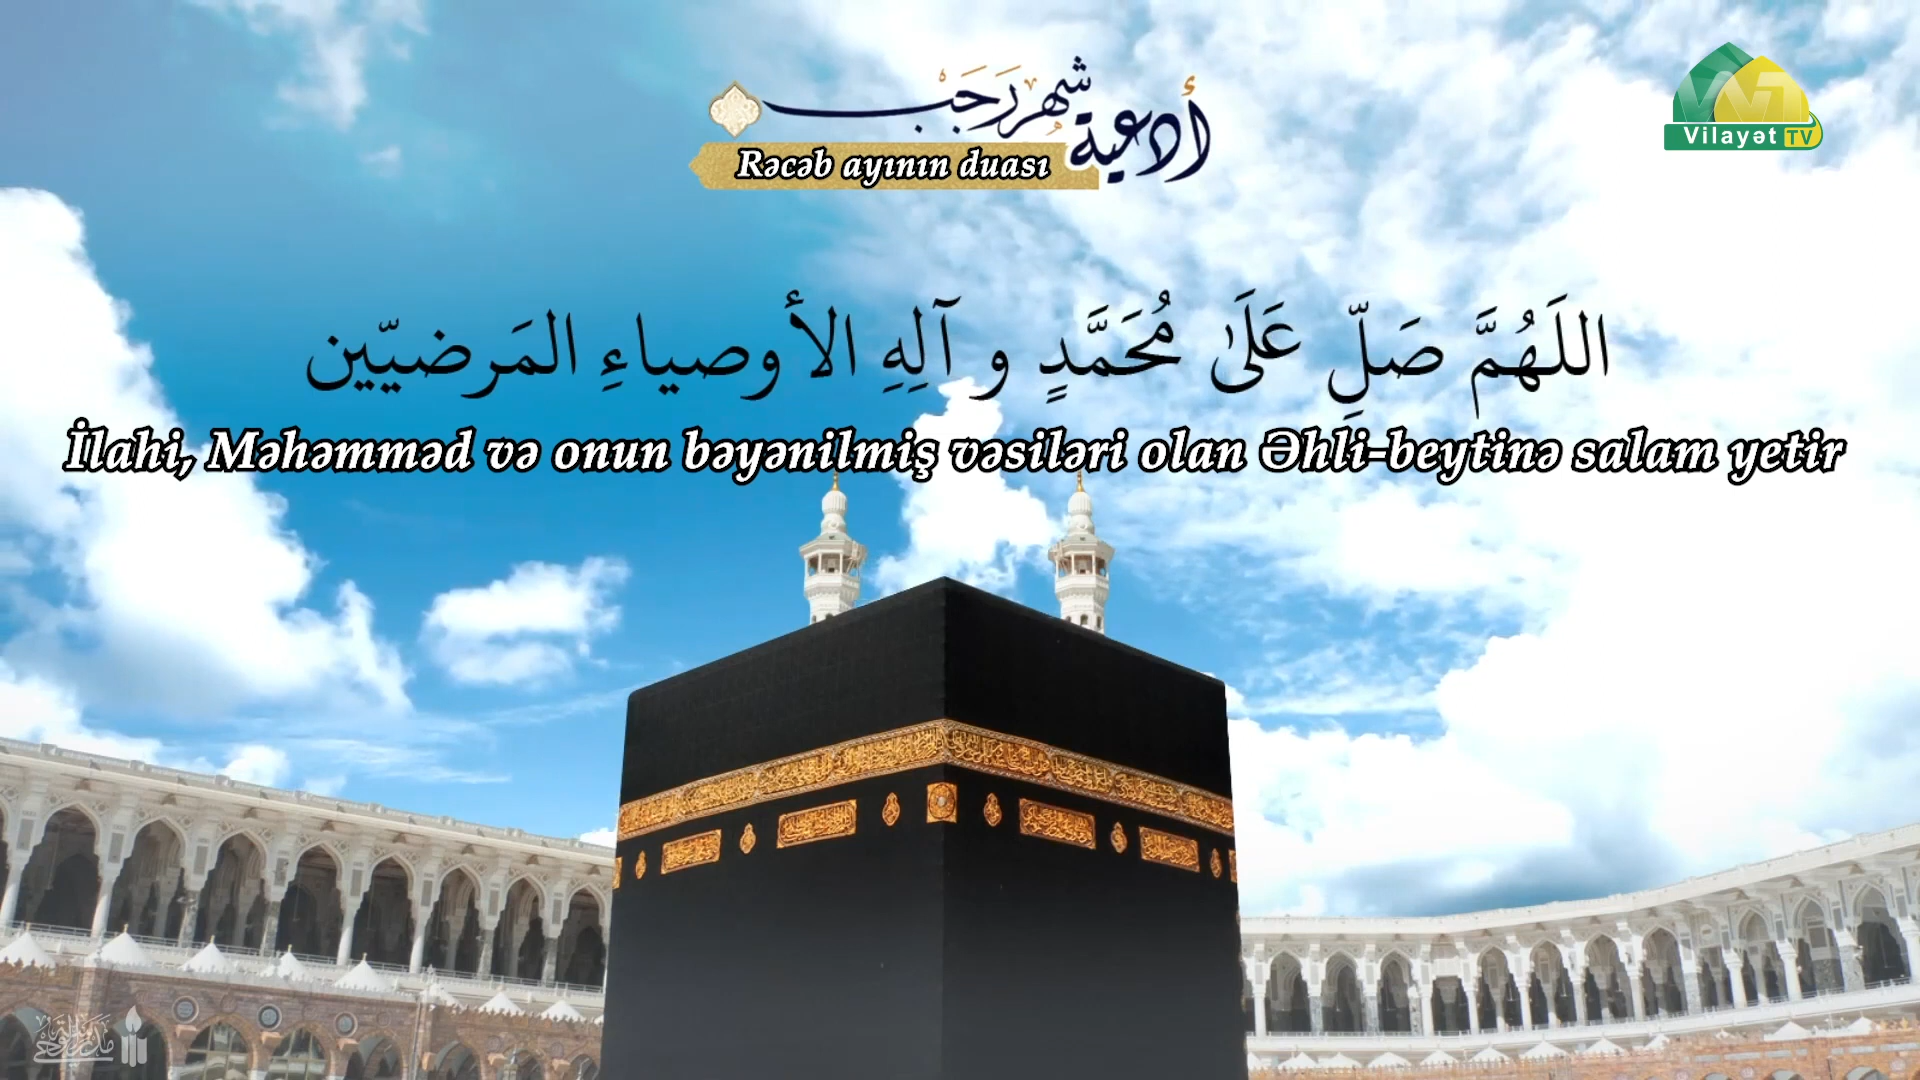 أدعية شهر رجب
Rəcəb ayının duası
Vilayət TV
اللَهُمَّ صَلِّ عَلَىٰ مُحَمَّدٍ و آلِهِ الأوصياءِ المَرضيّين
İlahi, Məhəmməd və onun bəyənilmiş vəsiləri olan Əhli-beytinə salam yetir